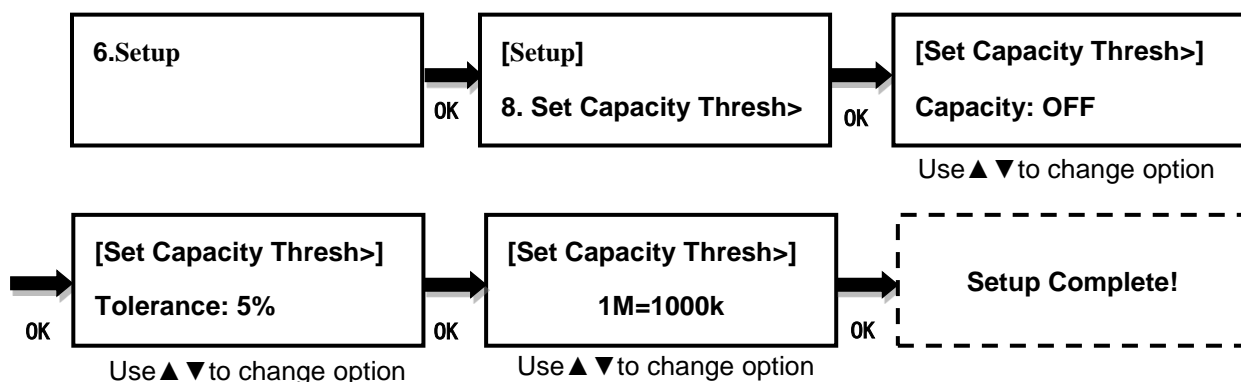 6.Setup
OK
[Setup]
8. Set Capacity Thresh>
OK
[Set Capacity Thresh>]
Capacity: OFF
Use▲▼to change option
OK
[Set Capacity Thresh>]
Tolerance: 5%
Use▲▼to change option
OK
[Set Capacity Thresh>]
1M=1000k
Use▲▼to change option
OK
Setup Complete!